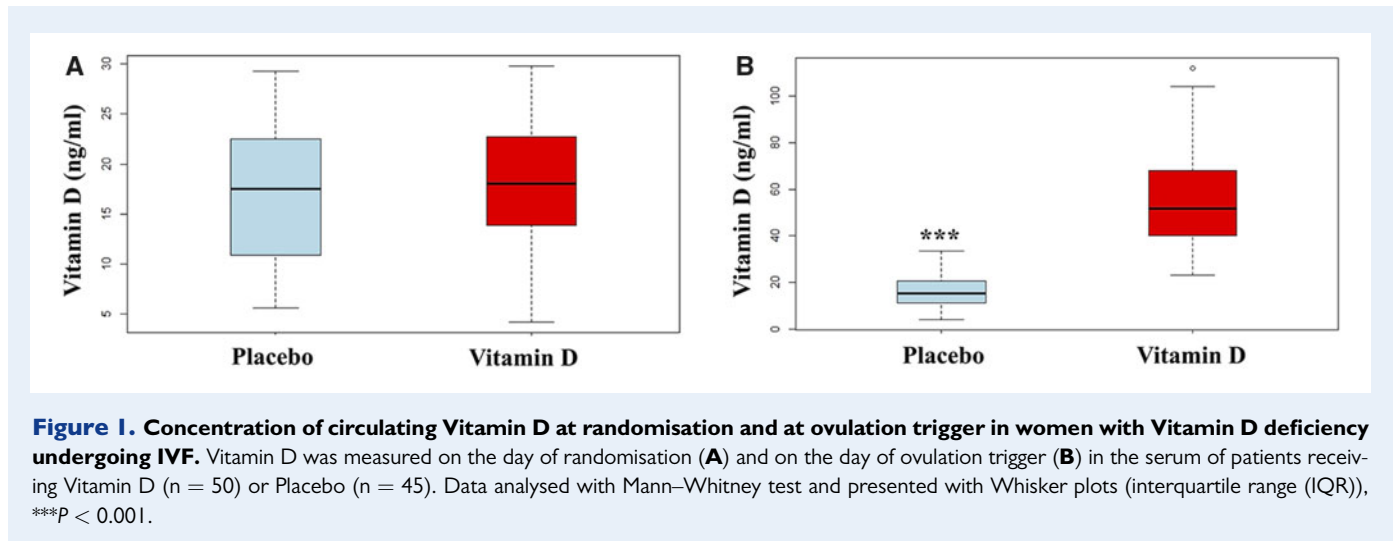 A
30
25
20
15
10
5
Vitamin D (ng/ml)
Placebo
Vitamin D
B
100
80
60
40
20
0
Vitamin D (ng/ml)
***
Placebo
Vitamin D
Figure 1. Concentration of circulating Vitamin D at randomisation and at ovulation trigger in women with Vitamin D deficiency
undergoing IVF. Vitamin D was measured on the day of randomisation (A) and on the day of ovulation trigger (B) in the serum of patients receiv-
ing Vitamin D (n = 50) or Placebo (n = 45). Data analysed with Mann–Whitney test and presented with Whisker plots (interquartile range (IQR)),
***P < 0.001.